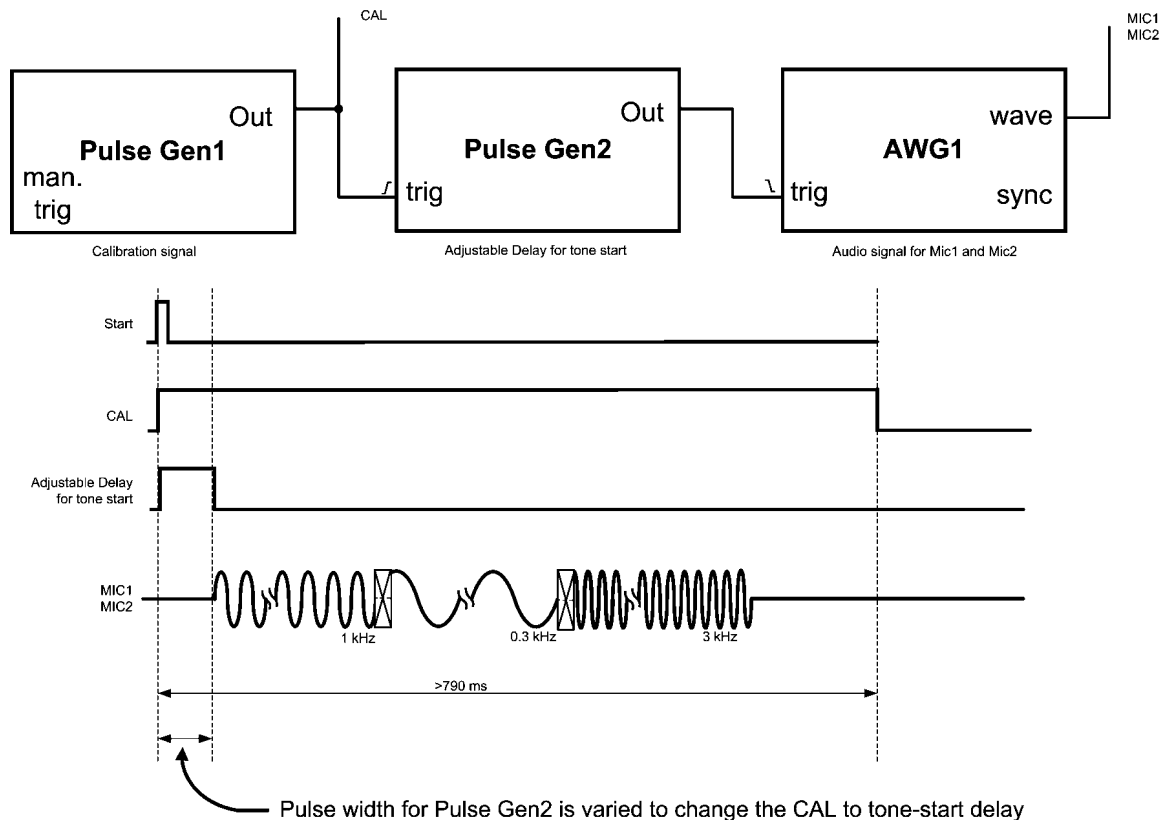 CAL
MIC1
MIC2
Out
Pulse Gen1
man.
trig
Out
Pulse Gen2
trig
wave
AWG1
trig
sync
Calibration signal
Adjustable Delay for tone start
Audio signal for Mic1 and Mic2
Start
CAL
Adjustable Delay
for tone start
MIC1
MIC2
1 kHz
0.3 kHz
3 kHz
>790 ms
Pulse width for Pulse Gen2 is varied to change the CAL to tone-start delay